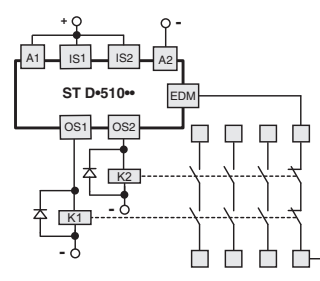 +
-
A1 IS1 IS2 A2
ST D•510••
EDM
OS1 OS2
K2
-
K1
-